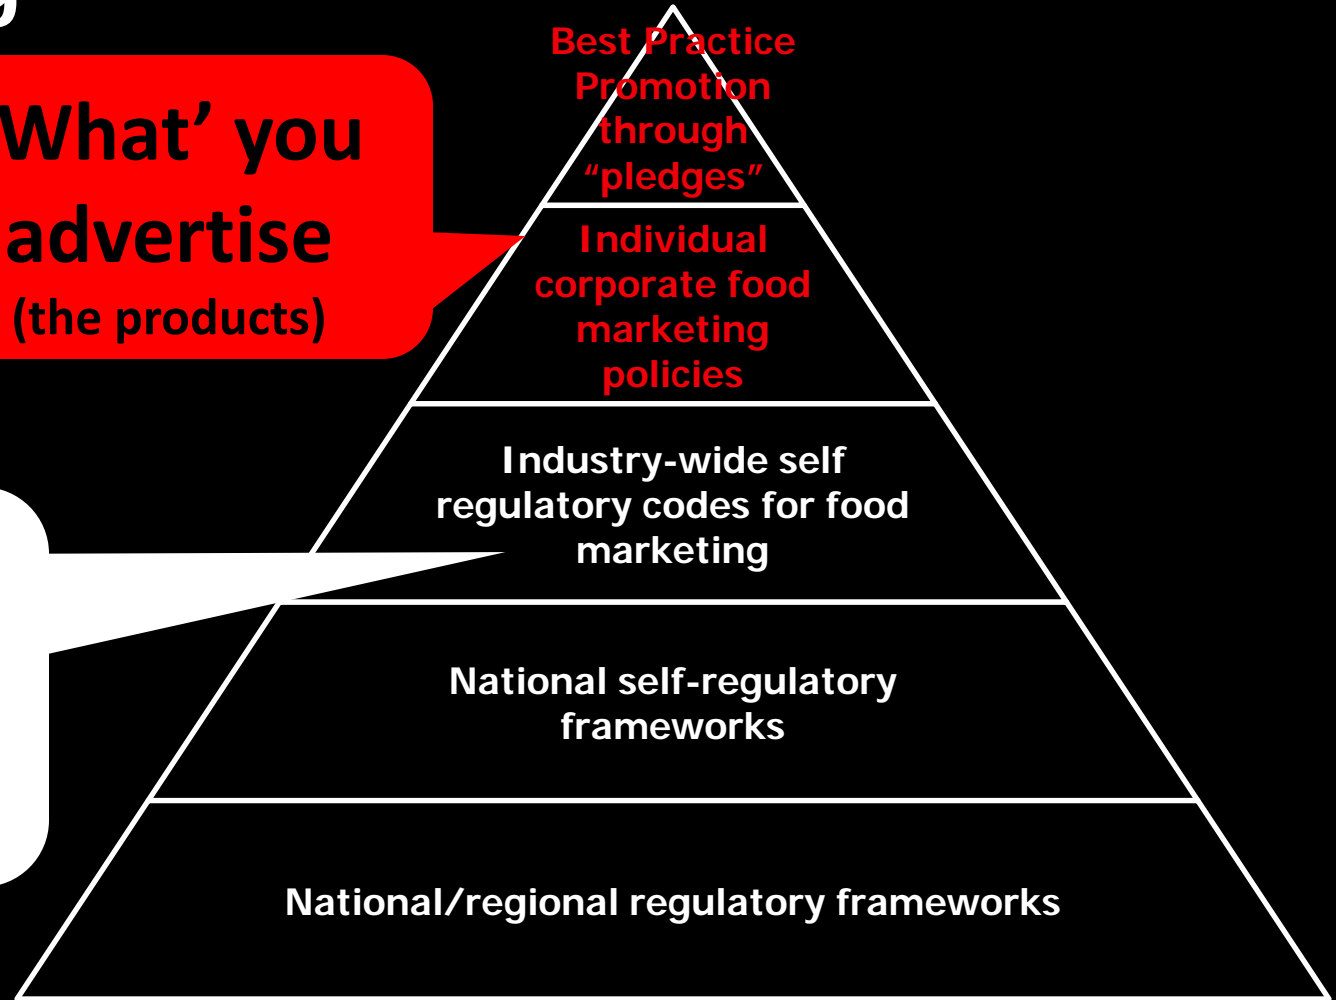 What’ you
advertise
(the products)
Best Practice
Promotion
through
“pledges”
Individual
corporate food
marketing
policies
Industry-wide self
regulatory codes for food
marketing
National self-regulatory
frameworks
National/regional regulatory frameworks